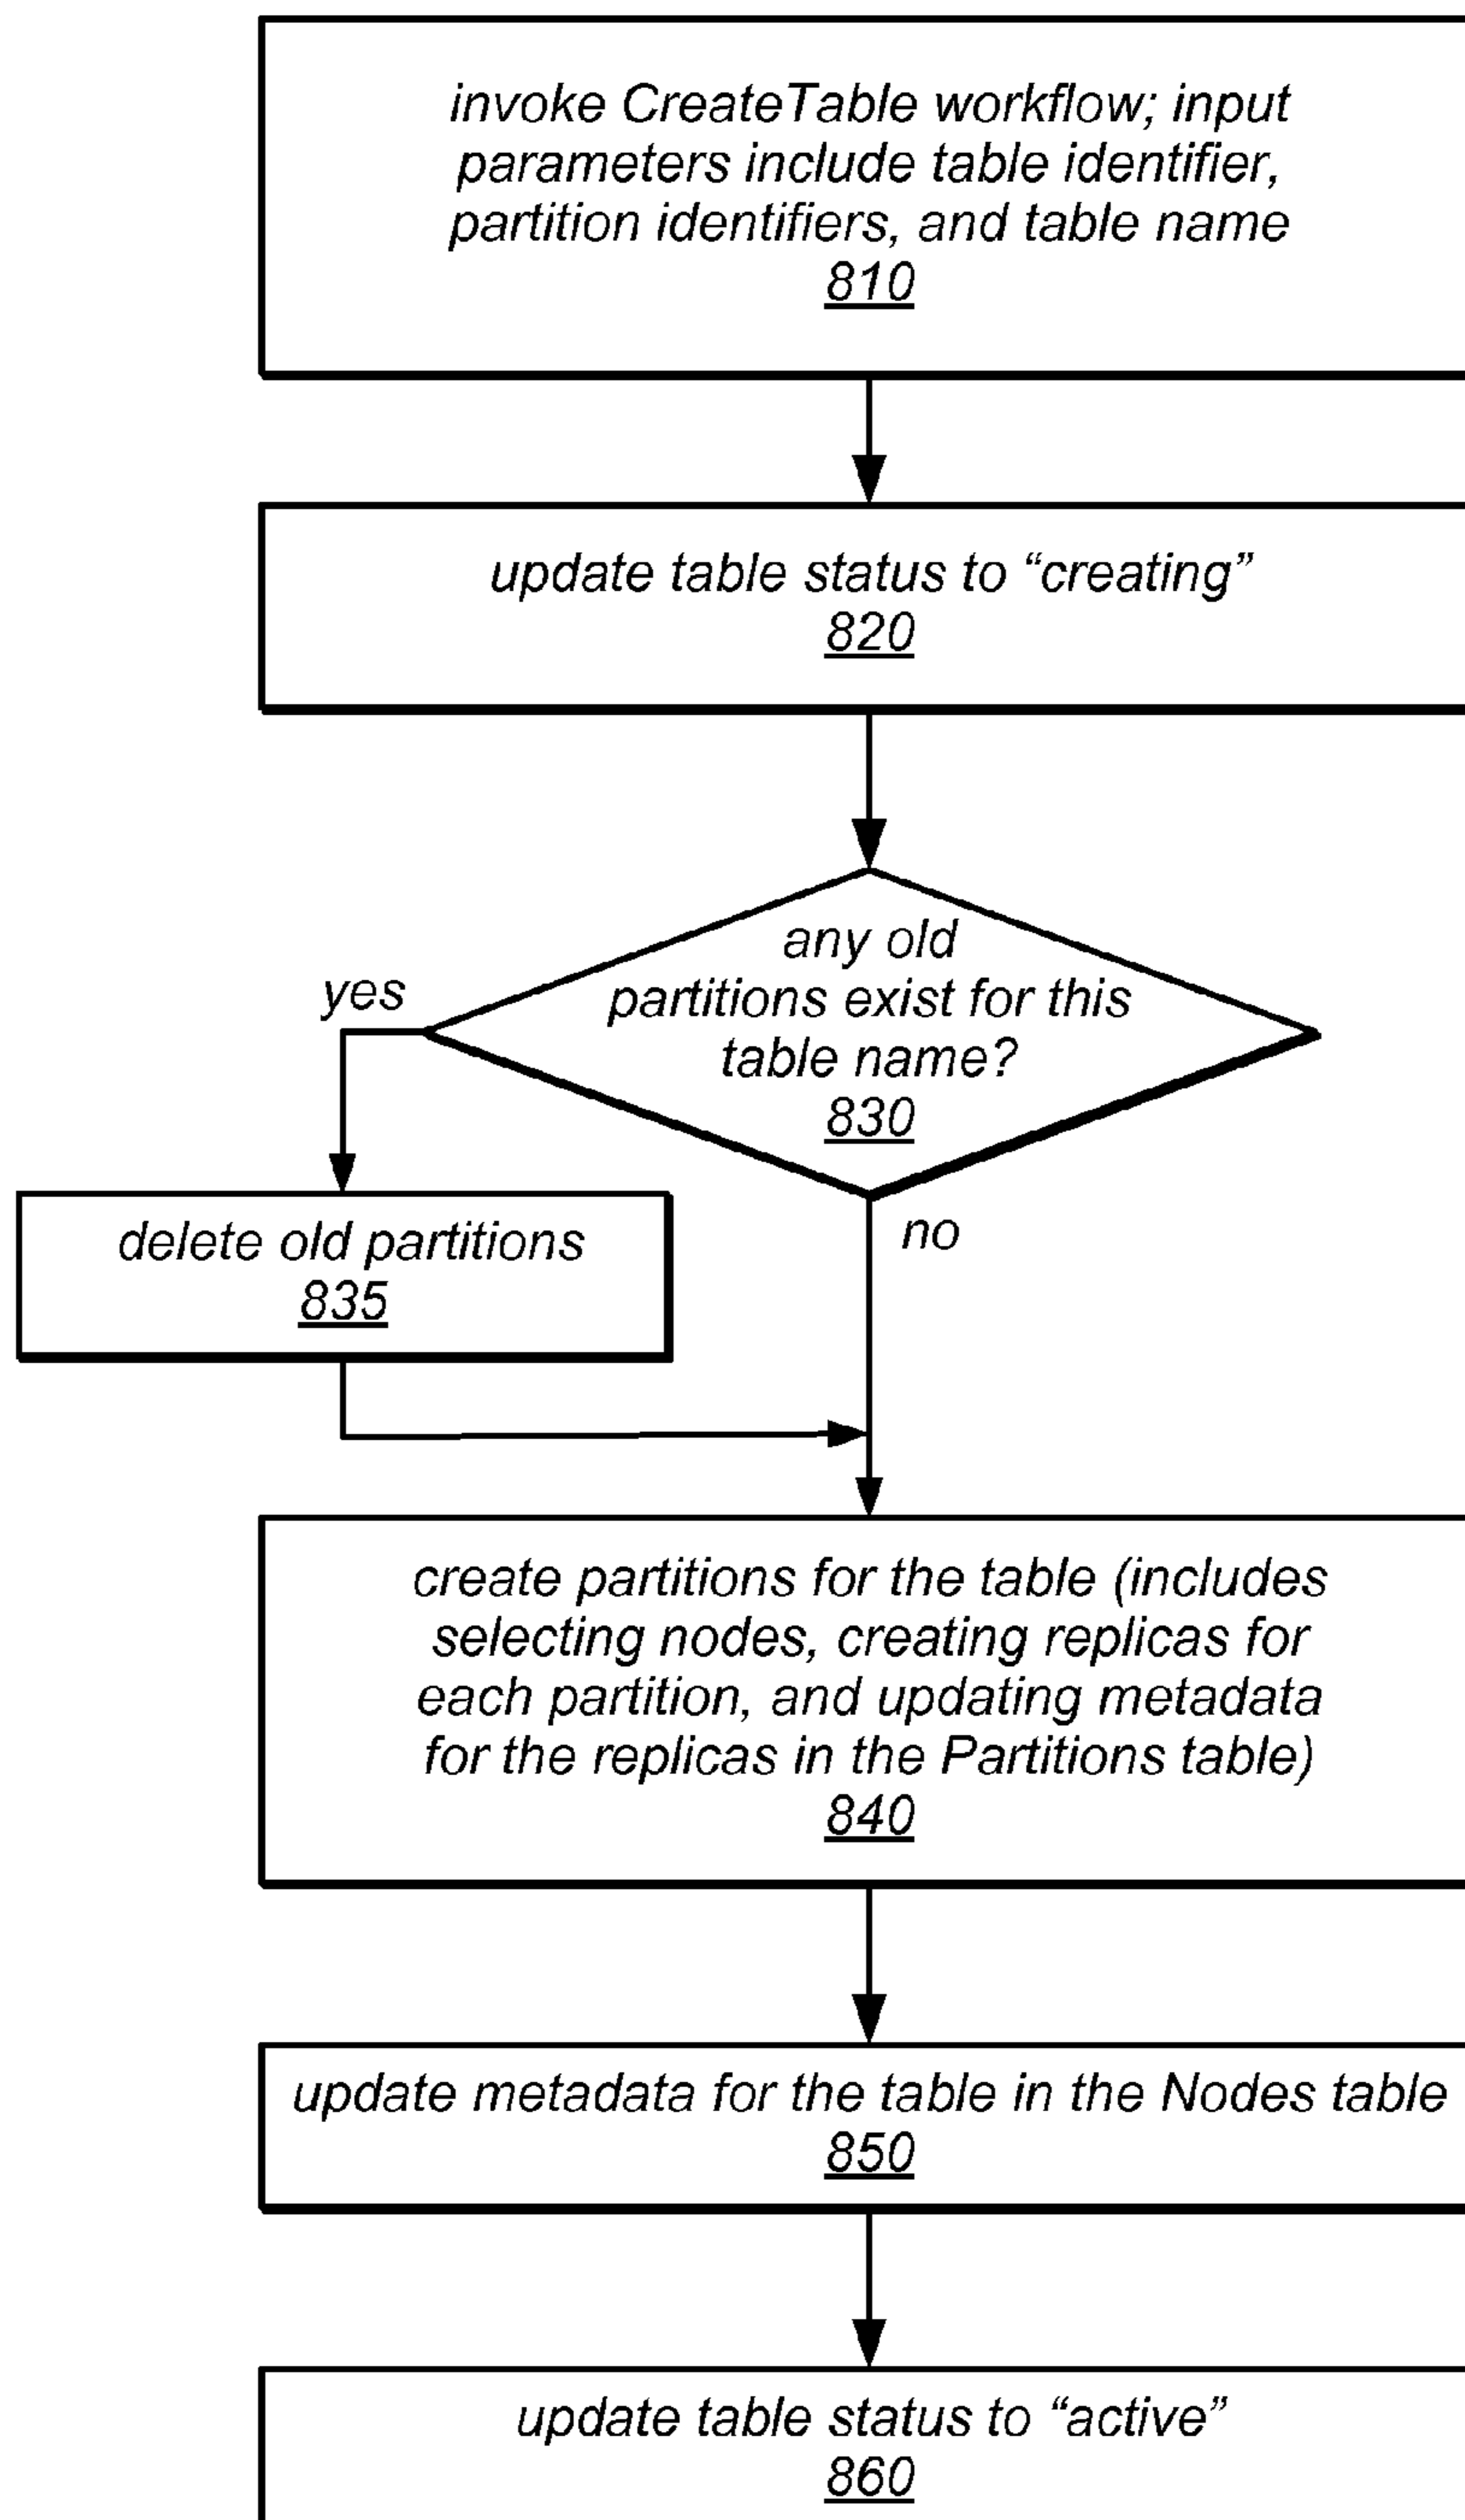 invoke CreateTable workflow; input
parameters include table identifier,
partition identifiers, and table name
810
update table status to “creating”
820
any old
partitions exist for this
table name?
830
yes
no
delete old partitions
835
create partitions for the table (includes
selecting nodes, creating replicas for
each partition, and updating metadata
for the replicas in the Partitions table)
840
update metadata for the table in the Nodes table
850
update table status to “active”
860